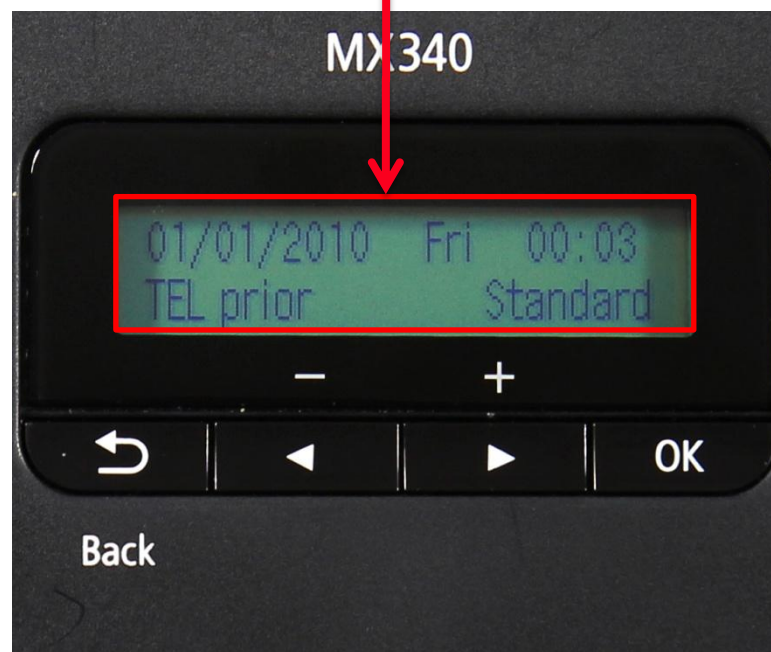 MX340
01/01/2010 Fri 00:03
TEL prior Standard
- +
OK
Back